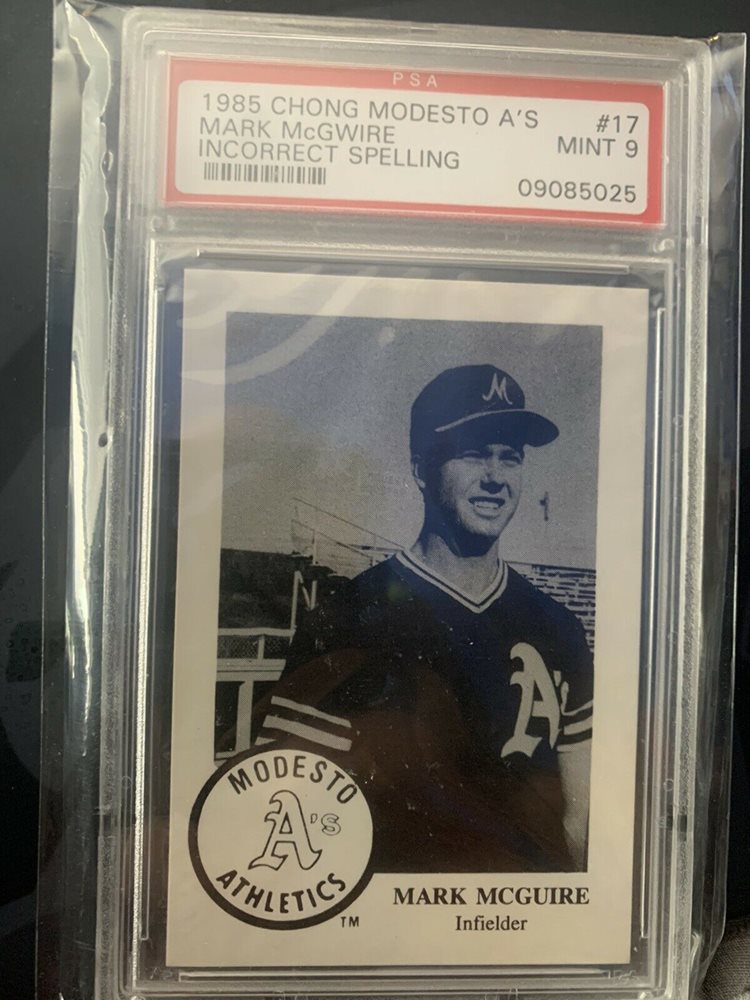 PSA
1985 CHONG MODESTO A'S #17
MARK McGWIRE MINT 9
INCORRECT SPELLING
09085025
M
A's
MODESTO
A's
ATHLETICS
TM
MARK MCGUIRE
Infielder